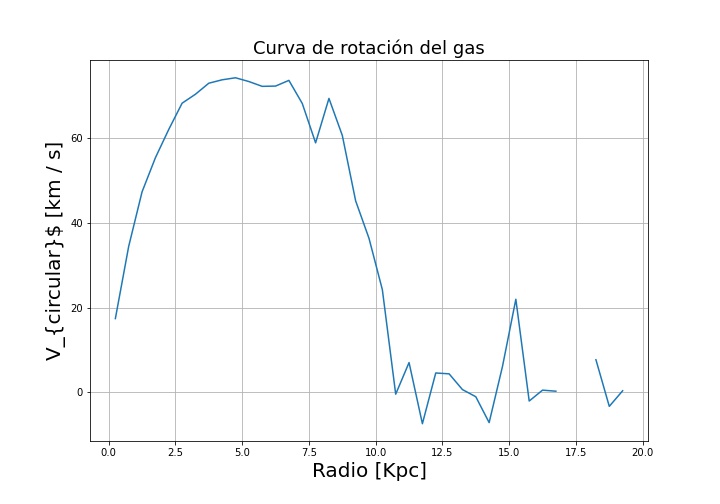 Curva de rotación del gas
V_{circular}$ [km / s]
60
40
20
0
0.0 2.5 5.0 7.5 10.0 12.5 15.0 17.5 20.0
Radio [Kpc]